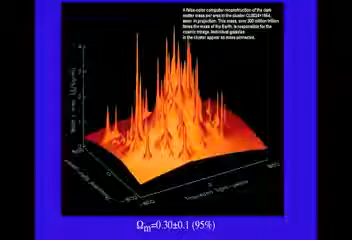 A false-color computer reconstruction of the dark
matter mass per area in the cluster CL0024+1654,
seen in projection. This mass, over 300 million trillion
times the mass of the Earth, is responsible for the
cosmic mirage. Individual galaxies
in the cluster appear as mass
Ωm=0.30±0.1 (95%)